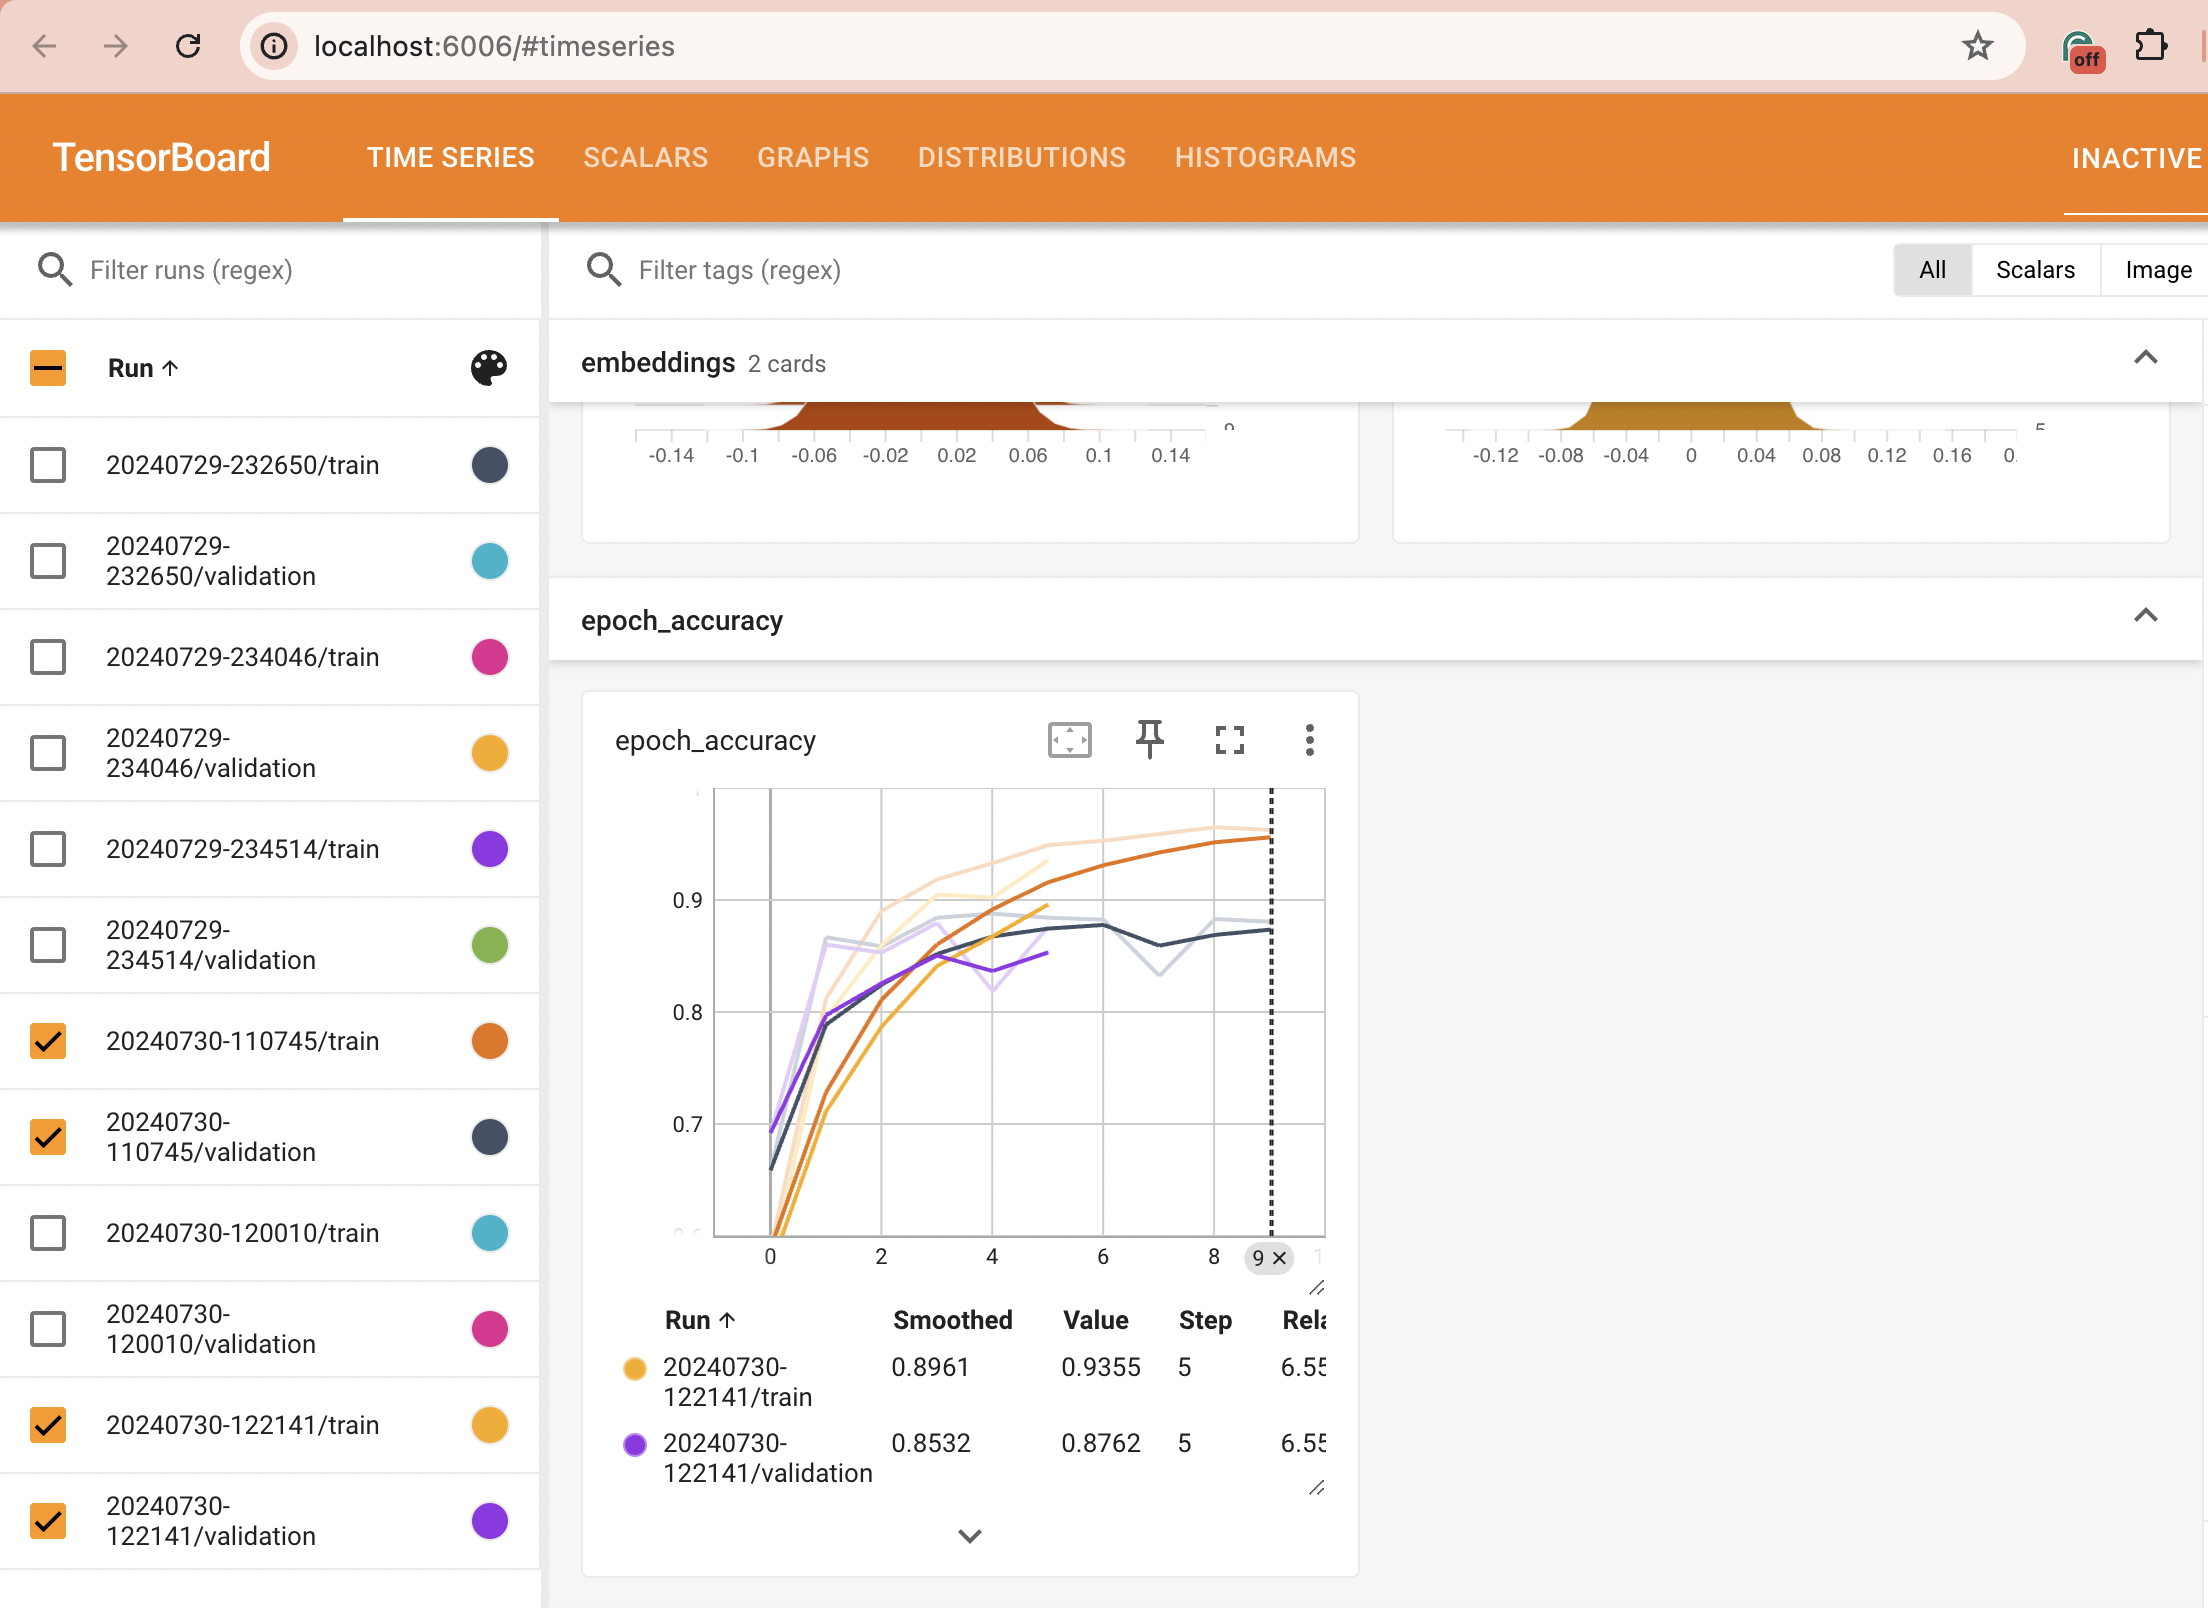 localhost:6006/#timeseries
off
TensorBoard
TIME SERIES
SCALARS
GRAPHS
DISTRIBUTIONS
HISTOGRAMS
INACTIVE
Filter runs (regex)
Filter tags (regex)
All
Scalars
Image
Run ↑
20240729-232650/train
20240729-
232650/validation
20240729-234046/train
20240729-
234046/validation
20240729-234514/train
20240729-
234514/validation
20240730-110745/train
20240730-
110745/validation
20240730-120010/train
20240730-
120010/validation
20240730-122141/train
20240730-
122141/validation
embeddings 2 cards
-0.14 -0.1 -0.06 -0.02 0.02 0.06 0.1 0.14
-0.12 -0.08 -0.04 0 0.04 0.08 0.12 0.16
epoch_accuracy
epoch_accuracy
0.9
0.8
0.7
0 2 4 6 8 9 ×
Run ↑ Smoothed Value Step
20240730-
122141/train 0.8961 0.9355 5 6.55
20240730-
122141/validation 0.8532 0.8762 5 6.55